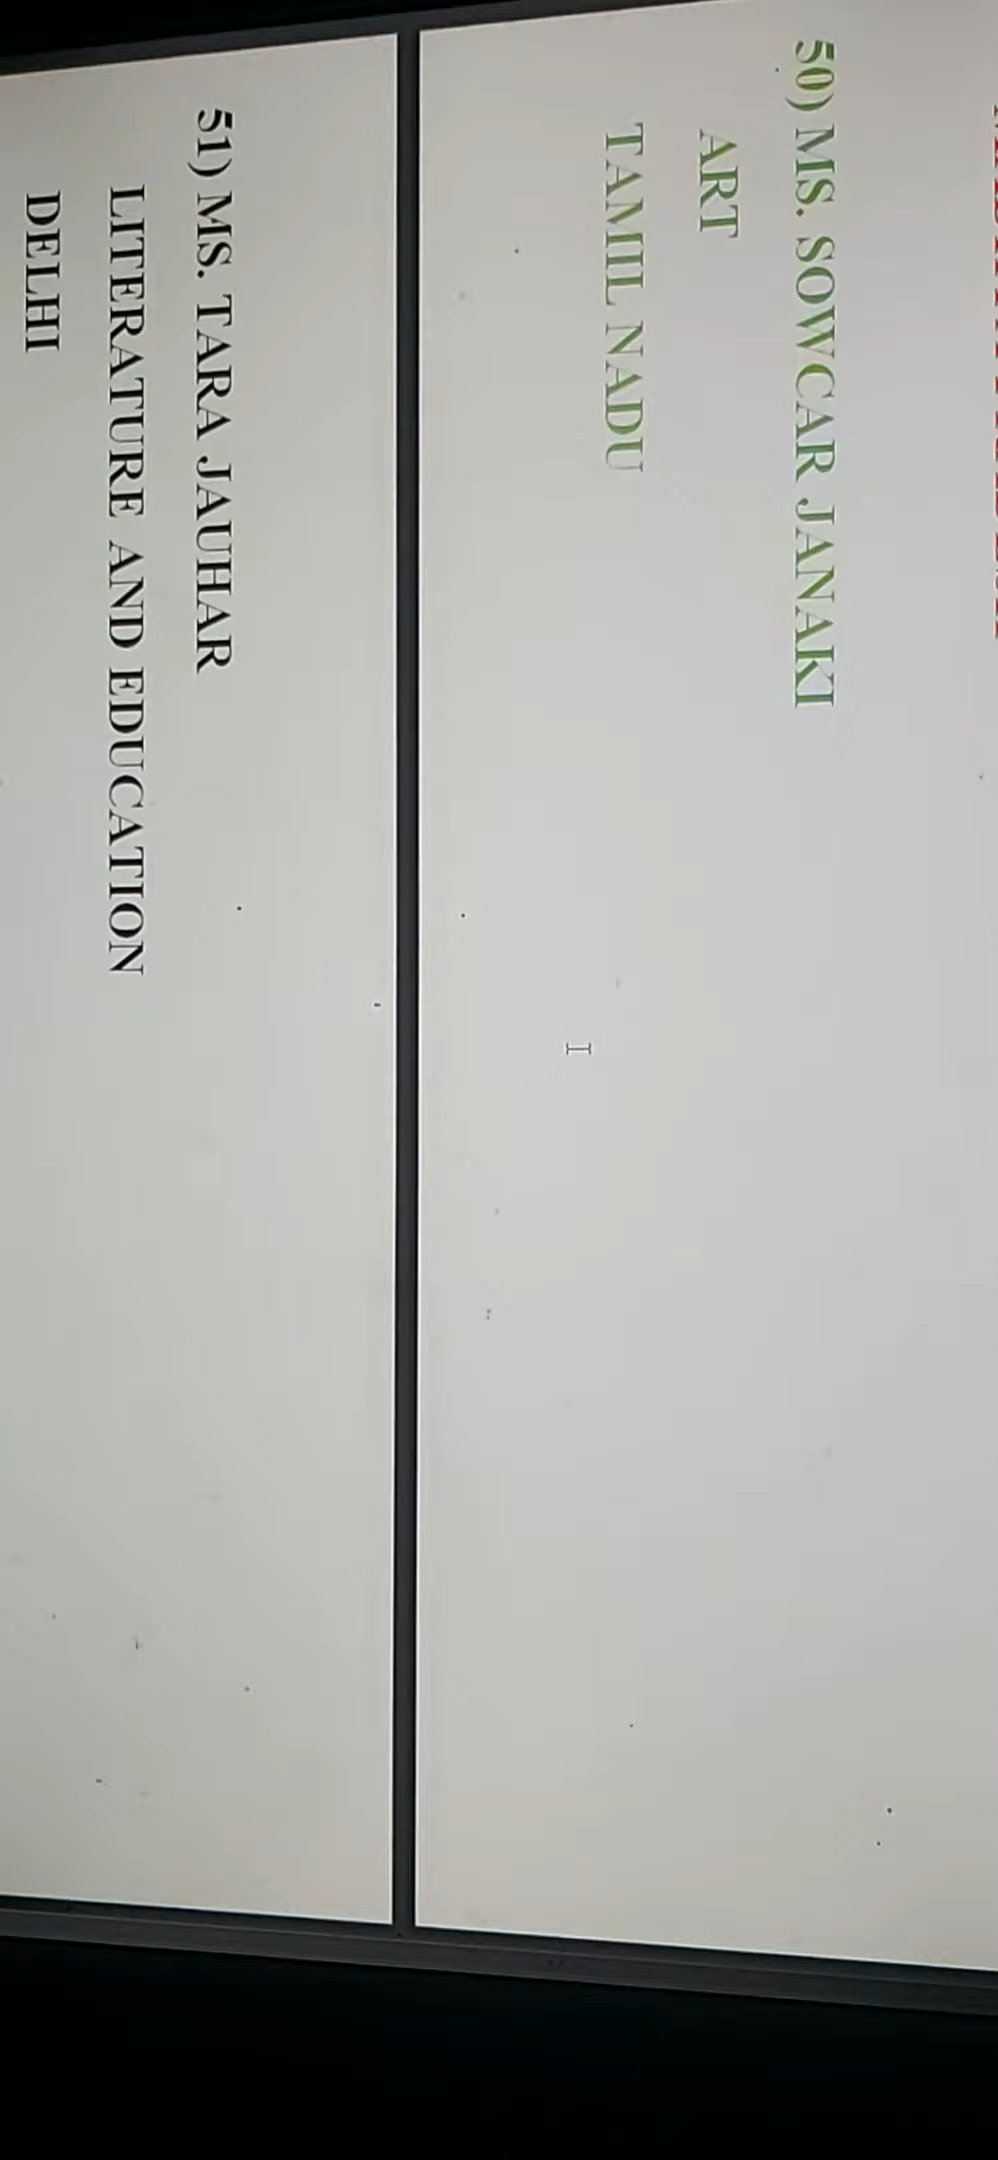 50) MS. SOWCAR JANAKI
ART
TAMIL NADU
51) MS. TARA JAUHAR
LITERATURE AND EDUCATION
DELHI